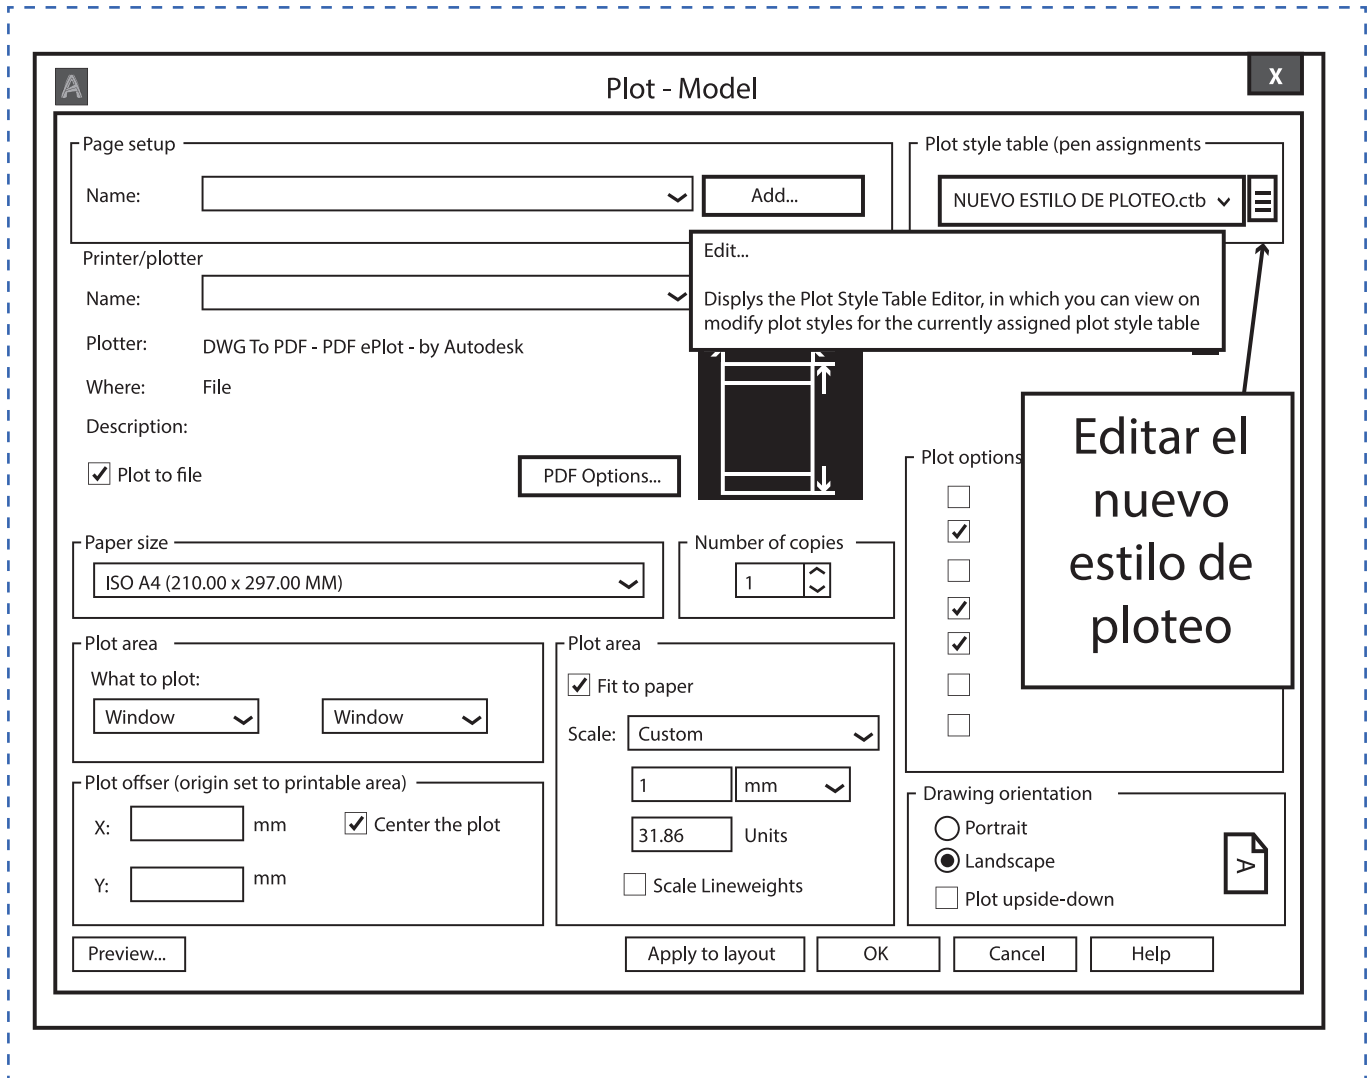 A
Plot - Model
X
Page setup
Name:
Add...
Plot style table (pen assignments
NUEVO ESTILO DE PLOTEO.ctb
Edit...
Displys the Plot Style Table Editor, in which you can view on
modify plot styles for the currently assigned plot style table
Printer/plotter
Name:
Plotter:
DWG To PDF - PDF ePlot - by Autodesk
Where:
File
Description:
Plot to file
PDF Options...
Editar el
nuevo
estilo de
ploteo
Plot options
Paper size
ISO A4 (210.00 x 297.00 MM)
Number of copies
1
Plot area
What to plot:
Window
Window
Plot area
Fit to paper
Scale:
Custom
1
mm
31.86
Units
Scale Lineweights
Plot offser (origin set to printable area)
X:
mm
Center the plot
Y:
mm
Drawing orientation
Portrait
Landscape
Plot upside-down
A
Preview...
Apply to layout
OK
Cancel
Help